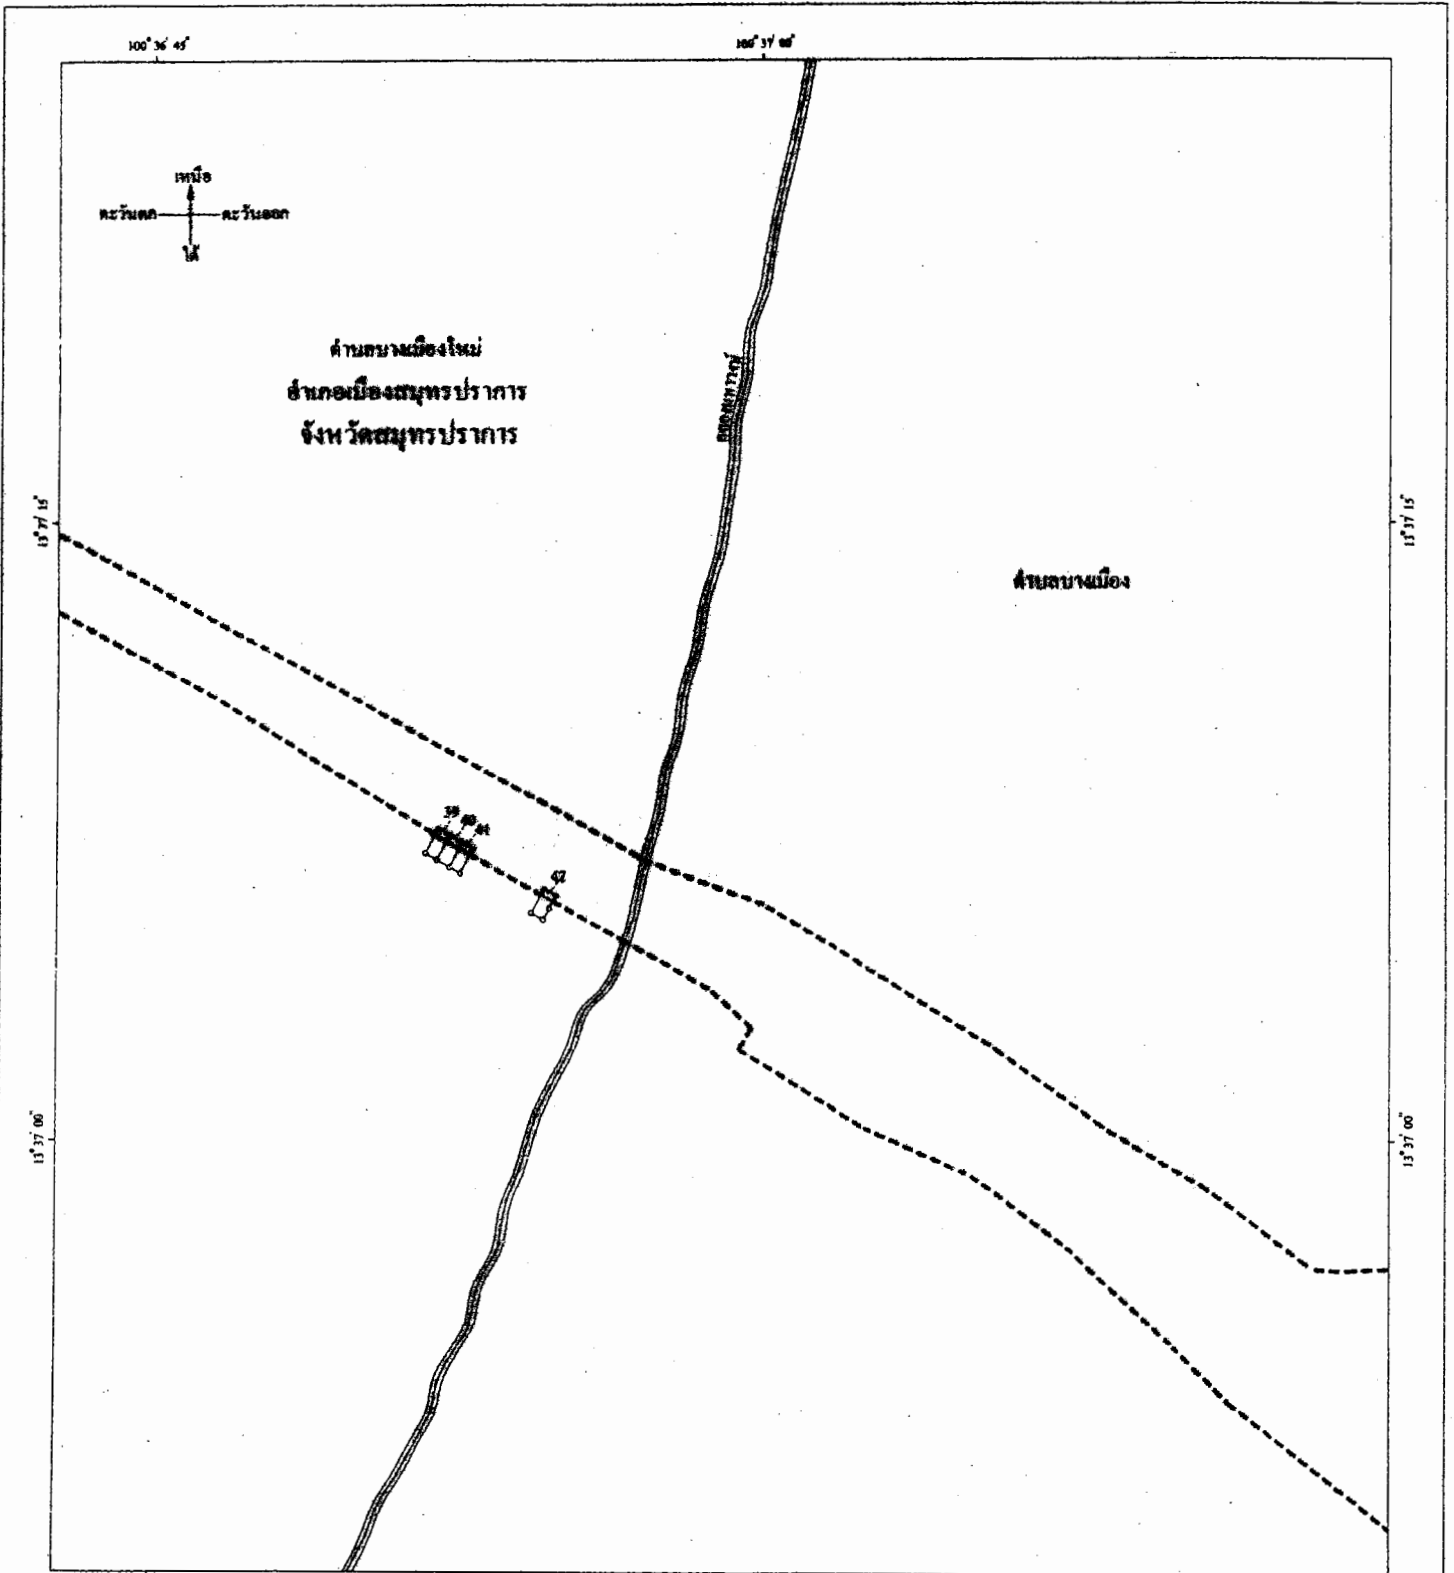 100° 36' 45"
100° 37' 00"
เหนือ
ตะวันตก
ตะวันออก
ใต้
ตำบลบางเมืองใหม่
อำเภอเมืองสมุทรปราการ
จังหวัดสมุทรปราการ
13° 37' 15"
13° 37' 15"
ตำบลบางเมือง
39
40
41
42
13° 37' 00"
13° 37' 00"